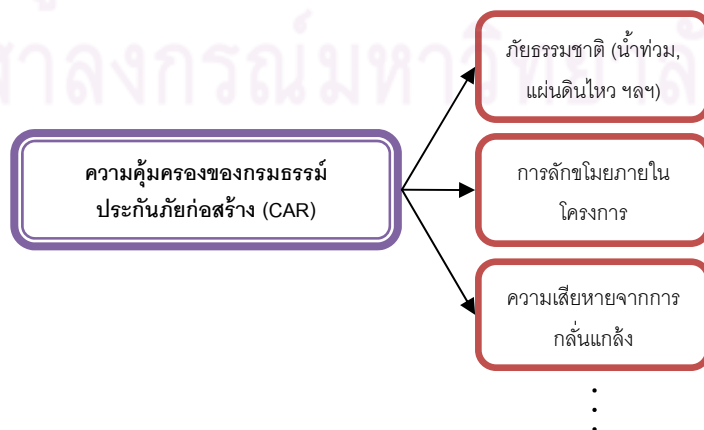 ภัยธรรมชาติ (น้ำท่วม,
แผ่นดินไหว ฯลฯ)
ความคุ้มครองของกรมธรรม์
ประกันภัยก่อสร้าง (CAR)
การลักขโมยภายใน
โครงการ
ความเสียหายจากการ
กลั่นแกล้ง